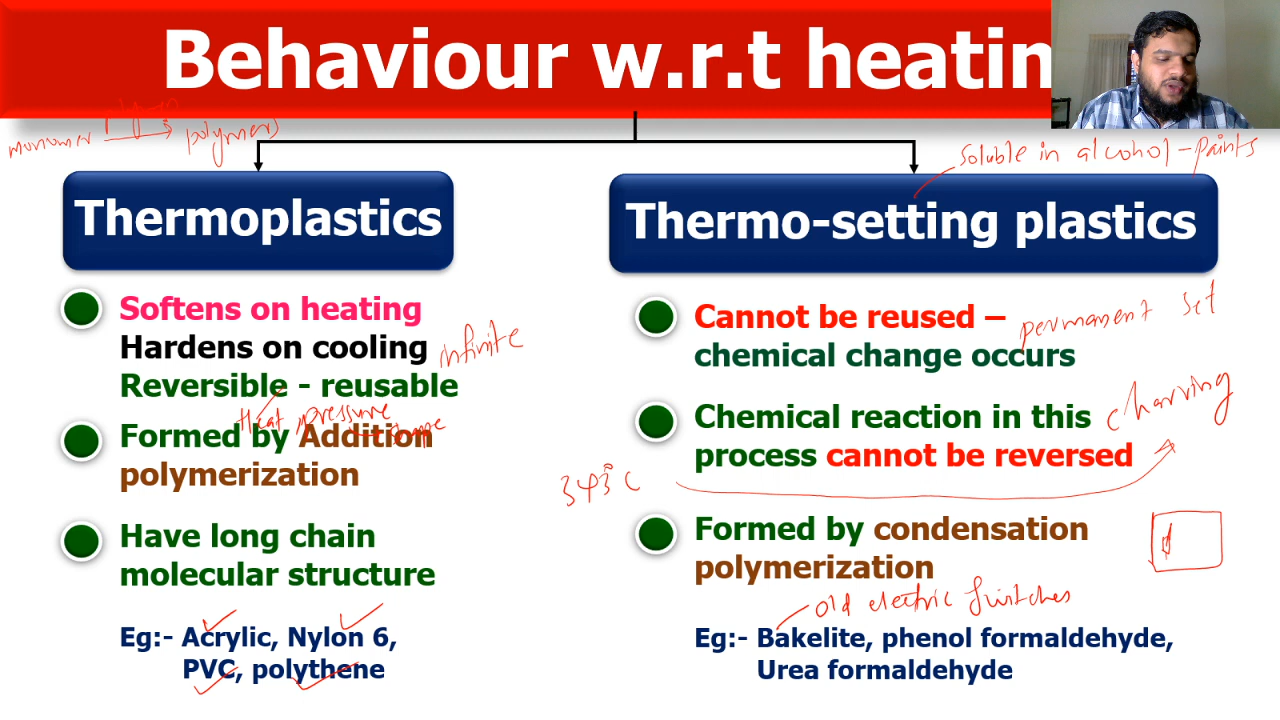 Behaviour w.r.t heatin
monomer polymers
soluble in alcohol - paints
Thermoplastics
Softens on heating
Hardens on cooling infinite
Reversible - reusable
Heat pressure
Formed by Addition
polymerization
Have long chain
molecular structure
Eg:- Acrylic, Nylon 6,
PVC, polythene
Thermo-setting plastics
Cannot be reused – permanent set
chemical change occurs
Chemical reaction in this charring
process cannot be reversed
343°C
Formed by condensation
polymerization
old electric switches
Eg:- Bakelite, phenol formaldehyde,
Urea formaldehyde